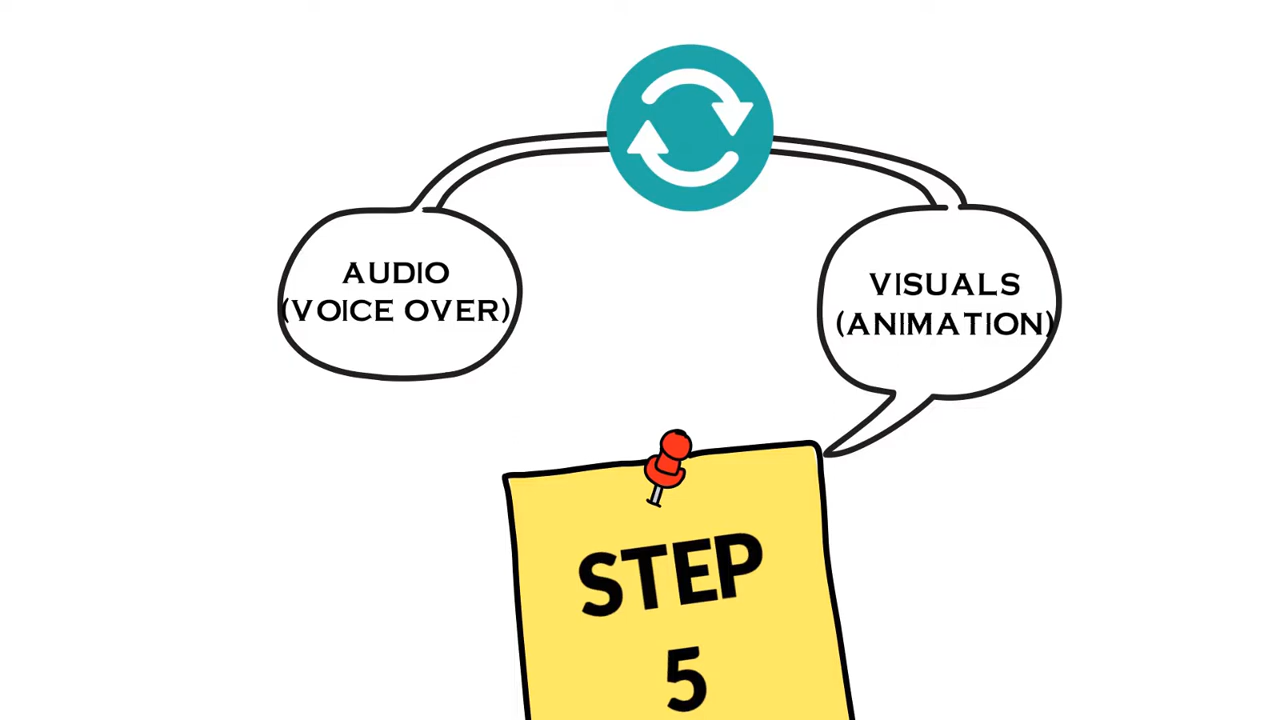 AUDIO
(VOICE OVER)
VISUALS
(ANIMATION)
STEP
5